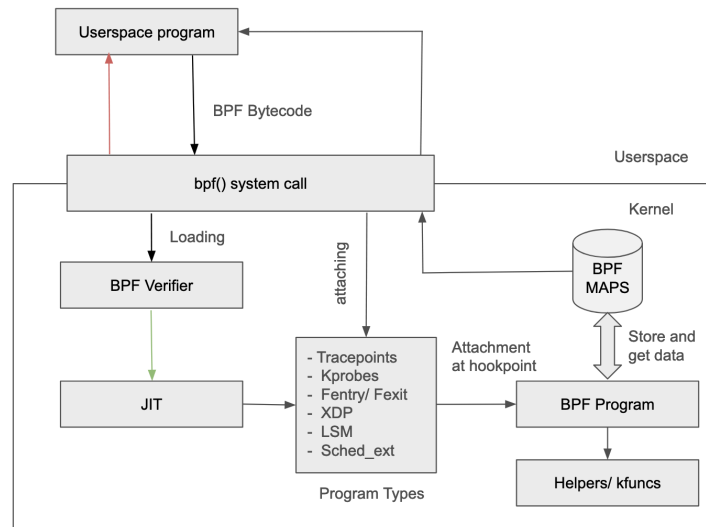 Userspace program
BPF Bytecode
Userspace
bpf() system call
Kernel
Loading
attaching
BPF
MAPS
BPF Verifier
Store and
get data
- Tracepoints
- Kprobes
- Fentry/ Fexit
- XDP
- LSM
- Sched_ext
Attachment
at hookpoint
JIT
BPF Program
Program Types
Helpers/ kfuncs